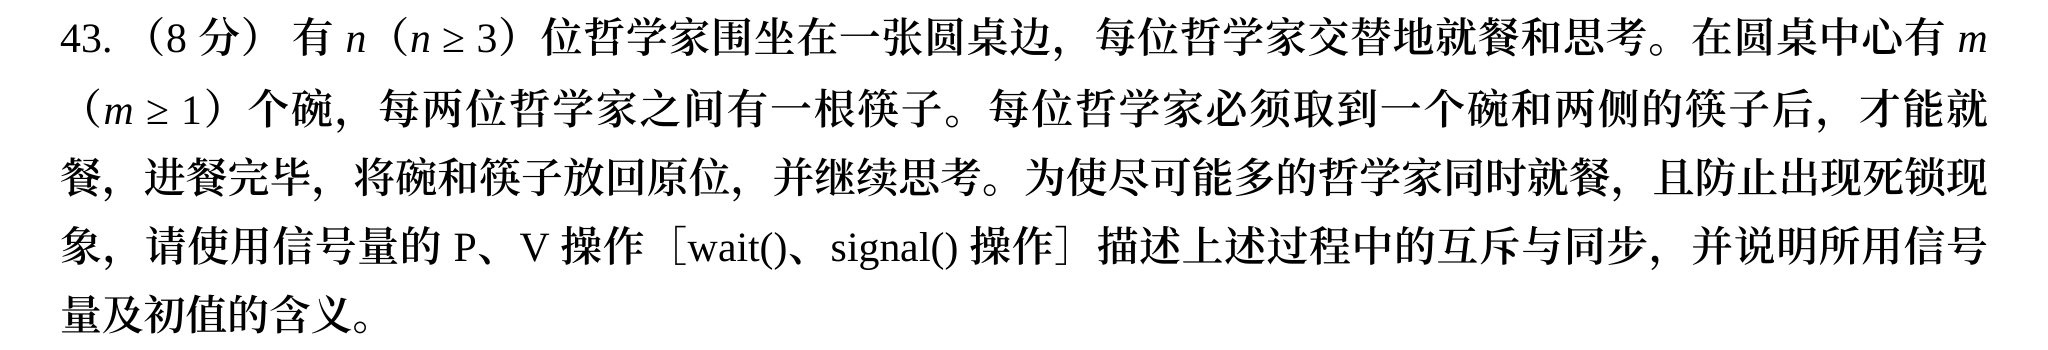 43. （8 分） 有 n（n ≥ 3）位哲学家围坐在一张圆桌边，每位哲学家交替地就餐和思考。在圆桌中心有 m
（m ≥ 1）个碗，每两位哲学家之间有一根筷子。每位哲学家必须取到一个碗和两侧的筷子后，才能就
餐，进餐完毕，将碗和筷子放回原位，并继续思考。为使尽可能多的哲学家同时就餐，且防止出现死锁现
象，请使用信号量的 P、V 操作［wait()、signal() 操作］描述上述过程中的互斥与同步，并说明所用信号
量及初值的含义。